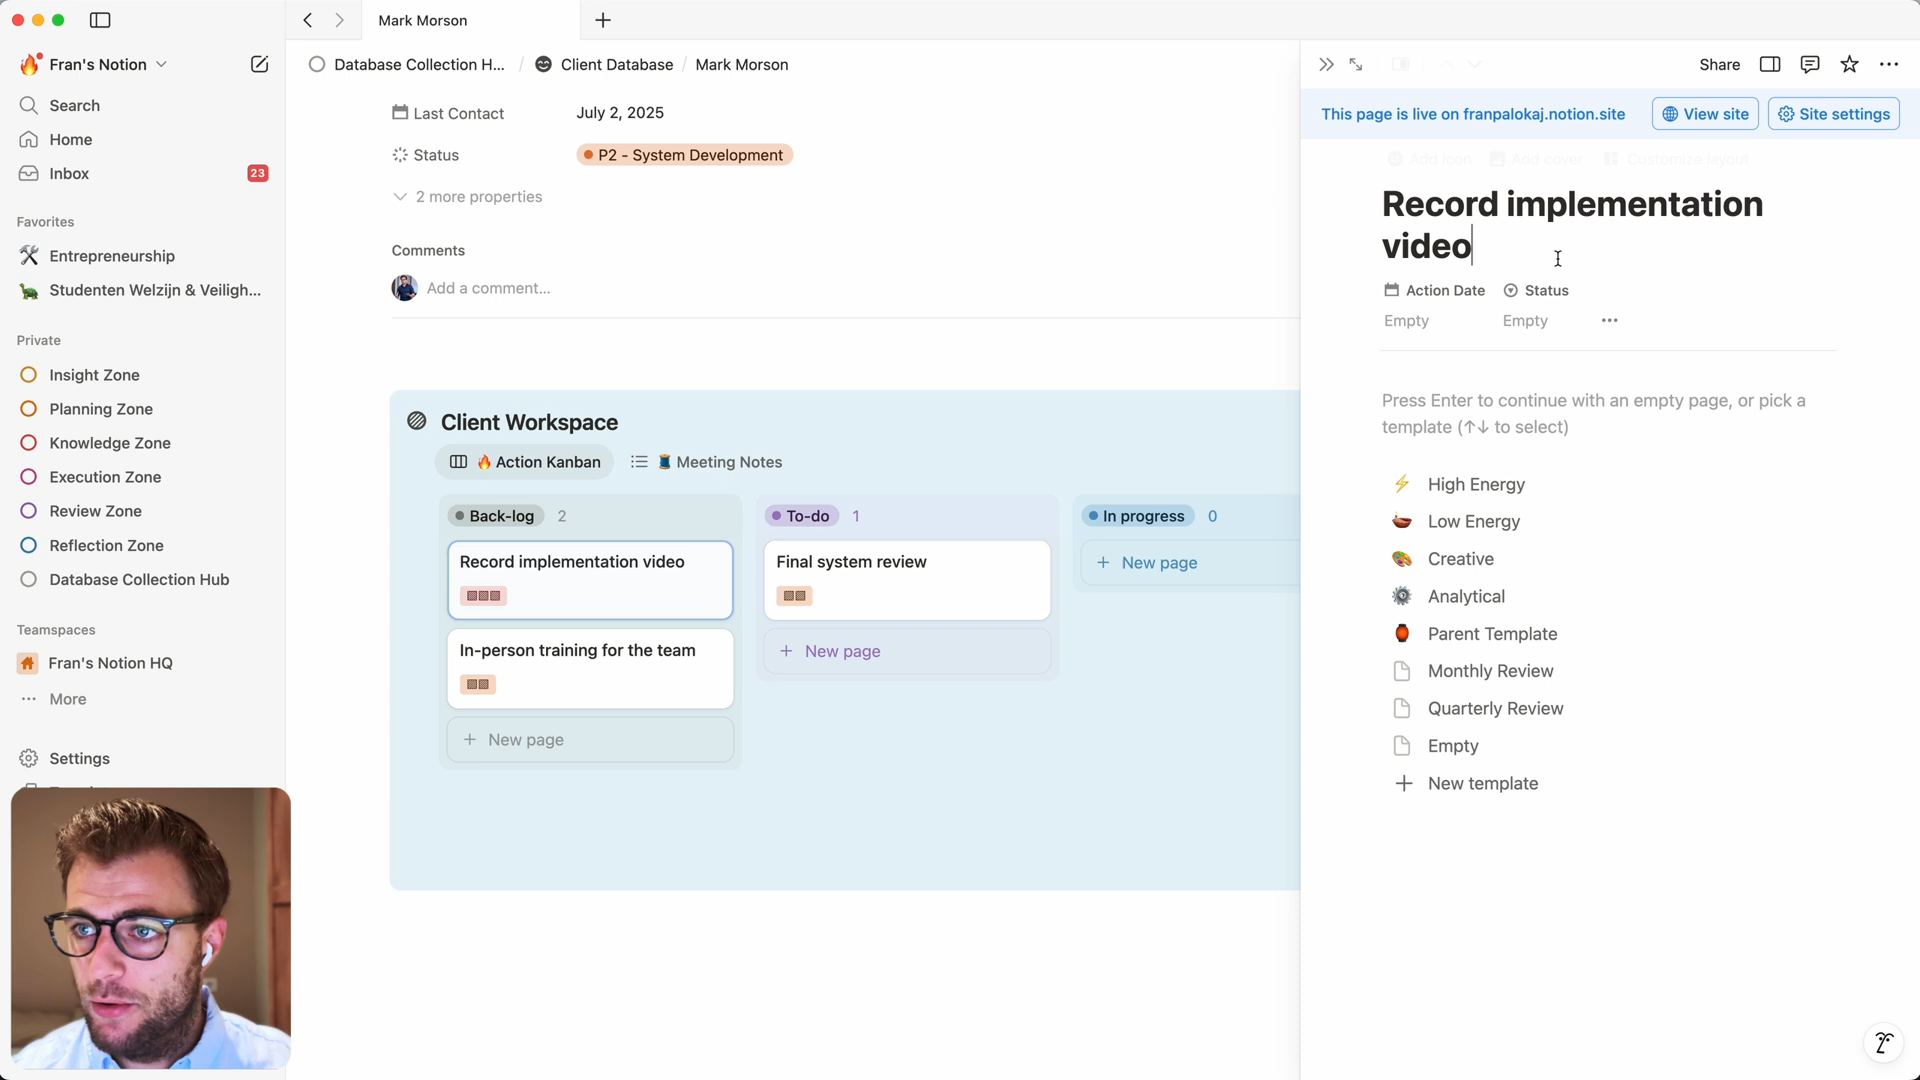 Mark Morson
Fran's Notion
Search
Home
Inbox
23
Favorites
Entrepreneurship
Studenten Welzijn & Veiligh...
Private
Insight Zone
Planning Zone
Knowledge Zone
Execution Zone
Review Zone
Reflection Zone
Database Collection Hub
Teamspaces
Fran's Notion HQ
More
Settings
Database Collection H... / Client Database / Mark Morson
Last Contact
July 2, 2025
Status
P2 - System Development
2 more properties
Comments
Add a comment...
Client Workspace
Action Kanban
Meeting Notes
Back-log 2
Record implementation video
In-person training for the team
+ New page
To-do 1
Final system review
+ New page
In progress 0
+ New page
Share
This page is live on franpalokaj.notion.site
View site
Site settings
Add icon
Add cover
Customize layout
Record implementation
video
Action Date
Status
Empty
Empty
Press Enter to continue with an empty page, or pick a
template (↑↓ to select)
High Energy
Low Energy
Creative
Analytical
Parent Template
Monthly Review
Quarterly Review
Empty
+ New template